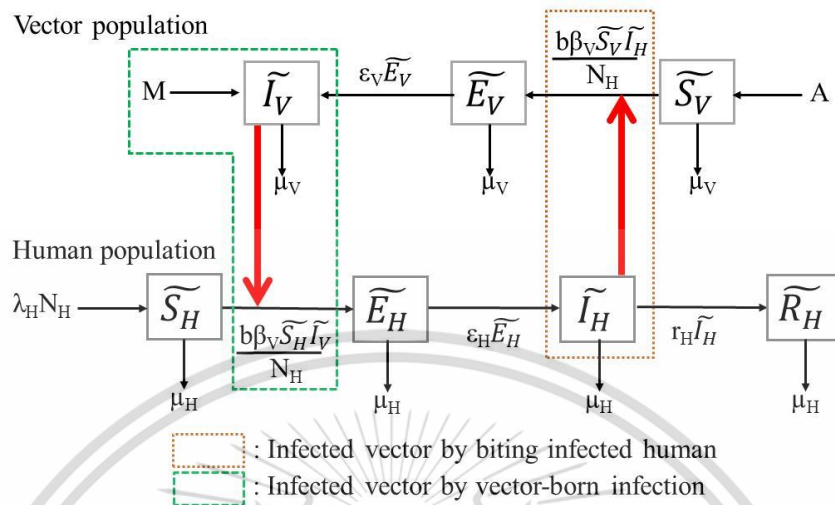 Vector population
M → Ĩ_V ← ε_V Ẽ_V ← Ẽ_V ← bβ_V S̃_V Ĩ_H / N_H ← S̃_V ← A
μ_V μ_V μ_V
Human population
λ_H N_H → S̃_H → bβ_V S̃_H Ĩ_V / N_H → Ẽ_H → ε_H Ẽ_H → Ĩ_H → r_H Ĩ_H → R̃_H
μ_H μ_H μ_H μ_H
: Infected vector by biting infected human
: Infected vector by vector-born infection